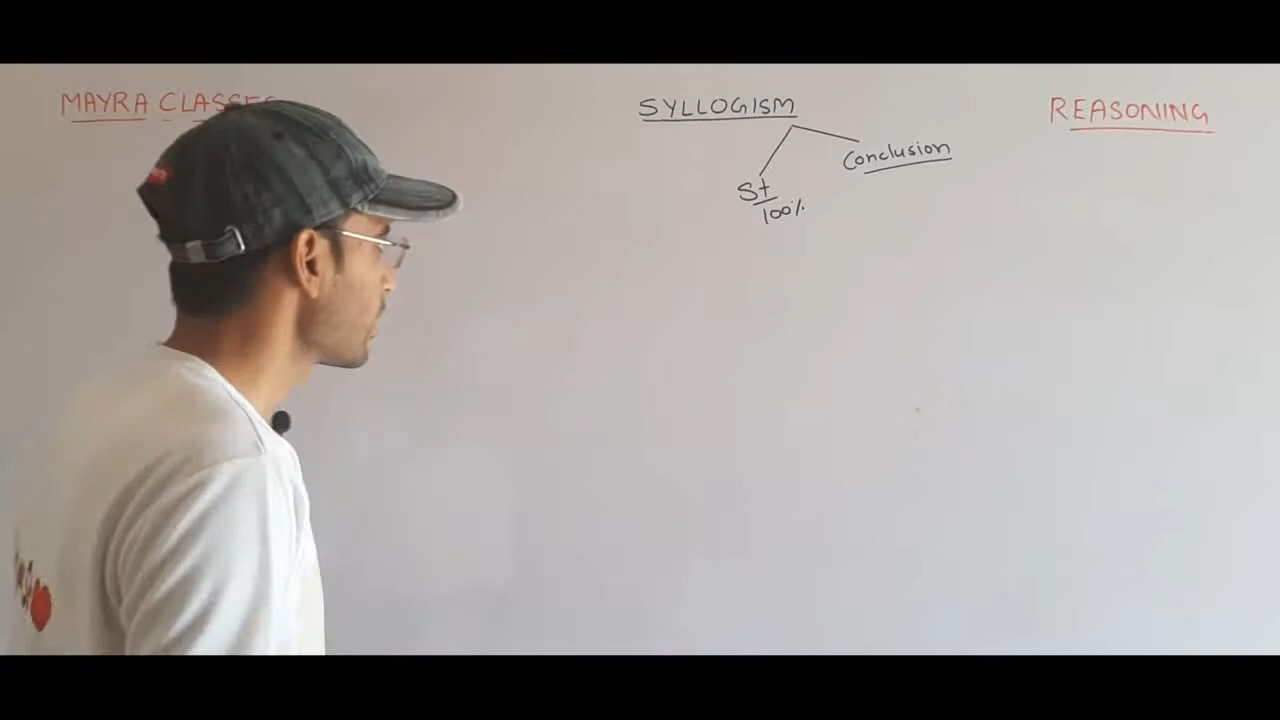 MAYRA CLASSES
SYLLOGISM
REASONING
Conclusion
St
100%